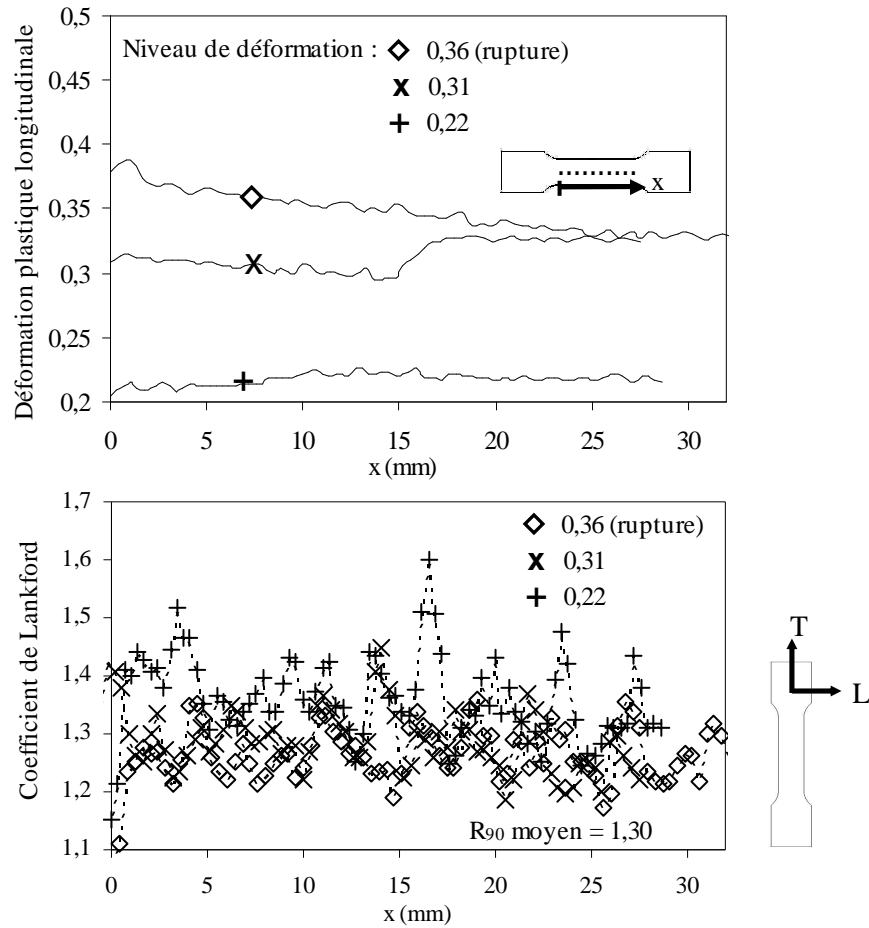 0,5
Niveau de déformation :
0,36 (rupture)
0,31
0,22
0,45
0,4
0,35
0,3
0,25
0,2
x
Déformation plastique longitudinale
0 5 10 15 20 25 30
x (mm)
1,7
1,6
1,5
1,4
1,3
1,2
1,1
0,36 (rupture)
0,31
0,22
Coefficient de Lankford
R90 moyen = 1,30
0 5 10 15 20 25 30
x (mm)
T
L